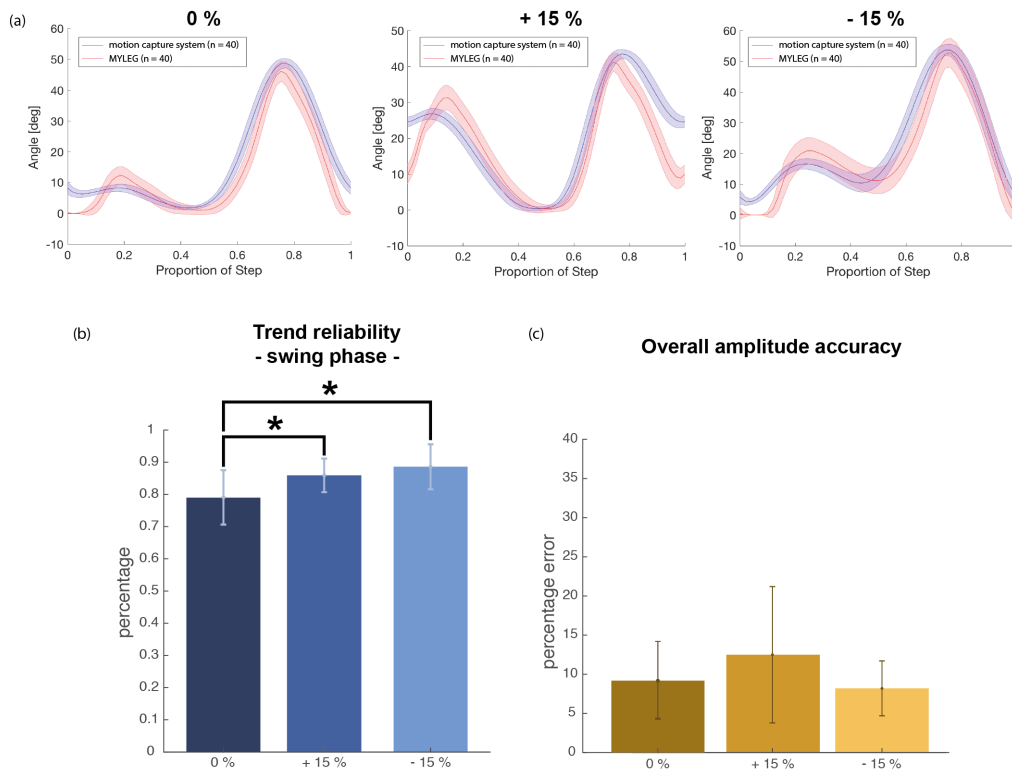 (a)
0 %
+ 15 %
- 15 %
motion capture system (n = 40)
MYLEG (n = 40)
60
50
40
30
20
10
0
-10
Angle [deg]
0 0.2 0.4 0.6 0.8 1
Proportion of Step
motion capture system (n = 40)
MYLEG (n = 40)
50
40
30
20
10
0
-10
Angle [deg]
0 0.2 0.4 0.6 0.8 1
Proportion of Step
motion capture system (n = 40)
MYLEG (n = 40)
60
50
40
30
20
10
0
-10
Angle [deg]
0 0.2 0.4 0.6 0.8
Proportion of Step
(b)
Trend reliability
- swing phase -
*
*
1
0.9
0.8
0.7
0.6
0.5
0.4
0.3
0.2
0.1
0
percentage
0 % + 15 % - 15 %
(c)
Overall amplitude accuracy
40
35
30
25
20
15
10
5
0
percentage error
0 % + 15 % - 15 %